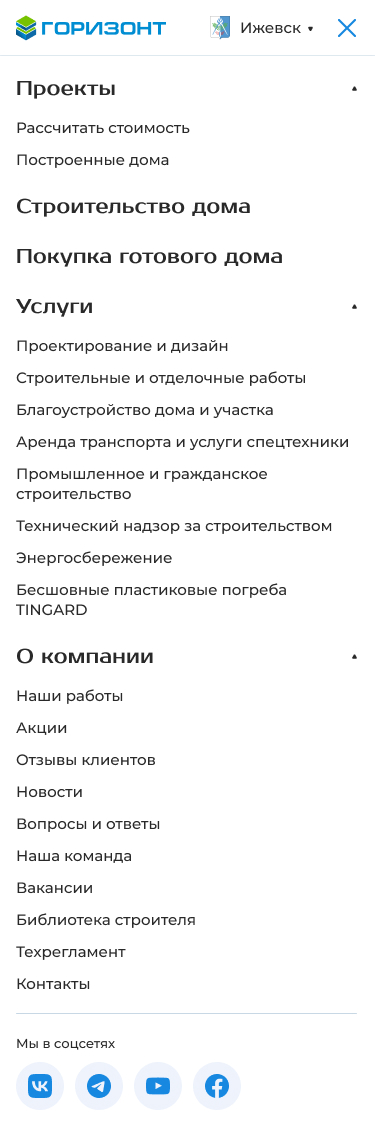 ГОРИЗОНТ Ижевск
Проекты
Рассчитать стоимость
Построенные дома
Строительство дома
Покупка готового дома
Услуги
Проектирование и дизайн
Строительные и отделочные работы
Благоустройство дома и участка
Аренда транспорта и услуги спецтехники
Промышленное и гражданское
строительство
Технический надзор за строительством
Энергосбережение
Бесшовные пластиковые погреба
TINGARD
О компании
Наши работы
Акции
Отзывы клиентов
Новости
Вопросы и ответы
Наша команда
Вакансии
Библиотека строителя
Техрегламент
Контакты
Мы в соцсетях